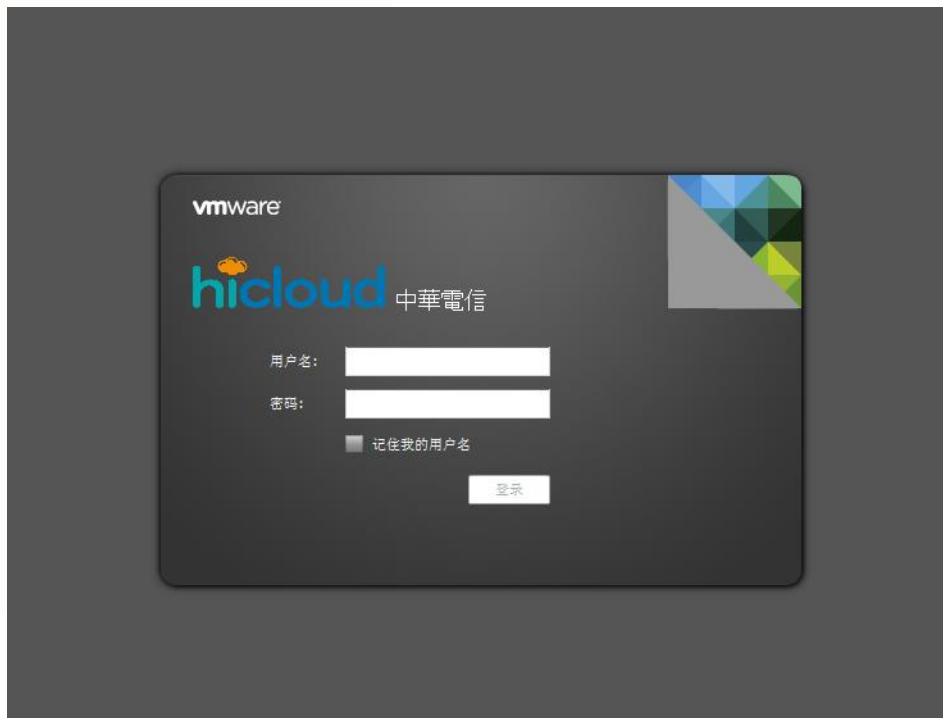 vmware
hicloud 中華電信
用户名:
密码:
记住我的用户名
登录